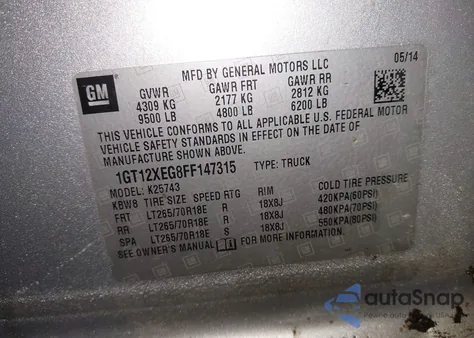 MFD BY GENERAL MOTORS LLC
05/14
GM
GVWR GAWR FRT GAWR RR
4309 KG 2177 KG 2812 KG
9500 LB 4800 LB 6200 LB
THIS VEHICLE CONFORMS TO ALL APPLICABLE U.S. FEDERAL MOTOR
VEHICLE SAFETY STANDARDS IN EFFECT ON THE DATE OF
MANUFACTURE SHOWN ABOVE.
1GT12XEG8FF147315 TYPE: TRUCK
MODEL: K25743
KBW8 TIRE SIZE SPEED RTG RIM COLD TIRE PRESSURE
FRT LT265/70R18E R 18X8J 420KPA(60PSI)
RR LT265/70R18E R 18X8J 480KPA(70PSI)
SPA LT265/70R18E S 18X8J 550KPA(80PSI)
SEE OWNER'S MANUAL FOR MORE INFORMATION.
autoSnap